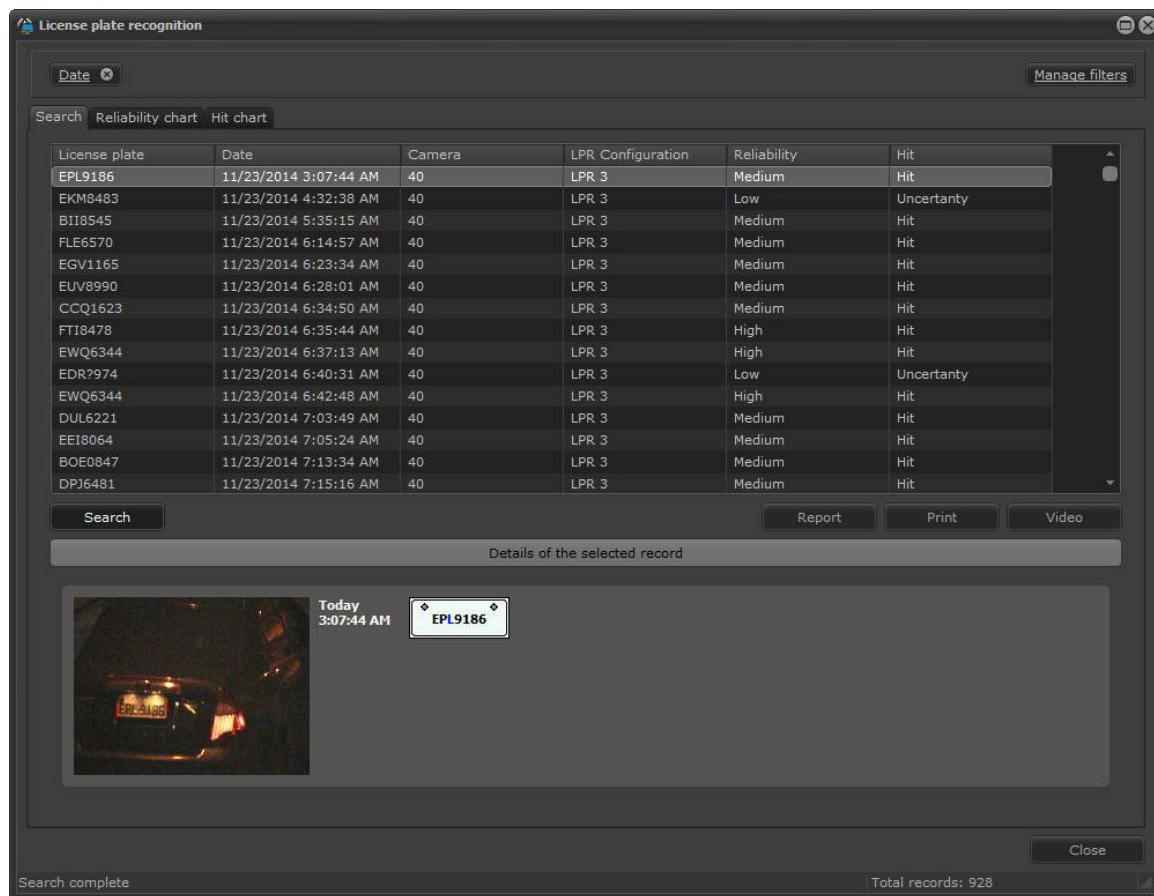 License plate recognition
Date
Manage filters
Search Reliability chart Hit chart
License plate Date Camera LPR Configuration Reliability Hit
EPL9186 11/23/2014 3:07:44 AM 40 LPR 3 Medium Hit
EKM8483 11/23/2014 4:32:38 AM 40 LPR 3 Low Uncertanty
BII8545 11/23/2014 5:35:15 AM 40 LPR 3 Medium Hit
FLE6570 11/23/2014 6:14:57 AM 40 LPR 3 Medium Hit
EGV1165 11/23/2014 6:23:34 AM 40 LPR 3 Medium Hit
EUV8990 11/23/2014 6:28:01 AM 40 LPR 3 Medium Hit
CCQ1623 11/23/2014 6:34:50 AM 40 LPR 3 Medium Hit
FTI8478 11/23/2014 6:35:44 AM 40 LPR 3 High Hit
EWQ6344 11/23/2014 6:37:13 AM 40 LPR 3 High Hit
EDR?974 11/23/2014 6:40:31 AM 40 LPR 3 Low Uncertanty
EWQ6344 11/23/2014 6:42:48 AM 40 LPR 3 High Hit
DUL6221 11/23/2014 7:03:49 AM 40 LPR 3 Medium Hit
EEI8064 11/23/2014 7:05:24 AM 40 LPR 3 Medium Hit
BOE0847 11/23/2014 7:13:34 AM 40 LPR 3 Medium Hit
DPJ6481 11/23/2014 7:15:16 AM 40 LPR 3 Medium Hit
Search Report Print Video
Details of the selected record
Today
3:07:44 AM
EPL9186
EPL9186
Close
Search complete Total records: 928